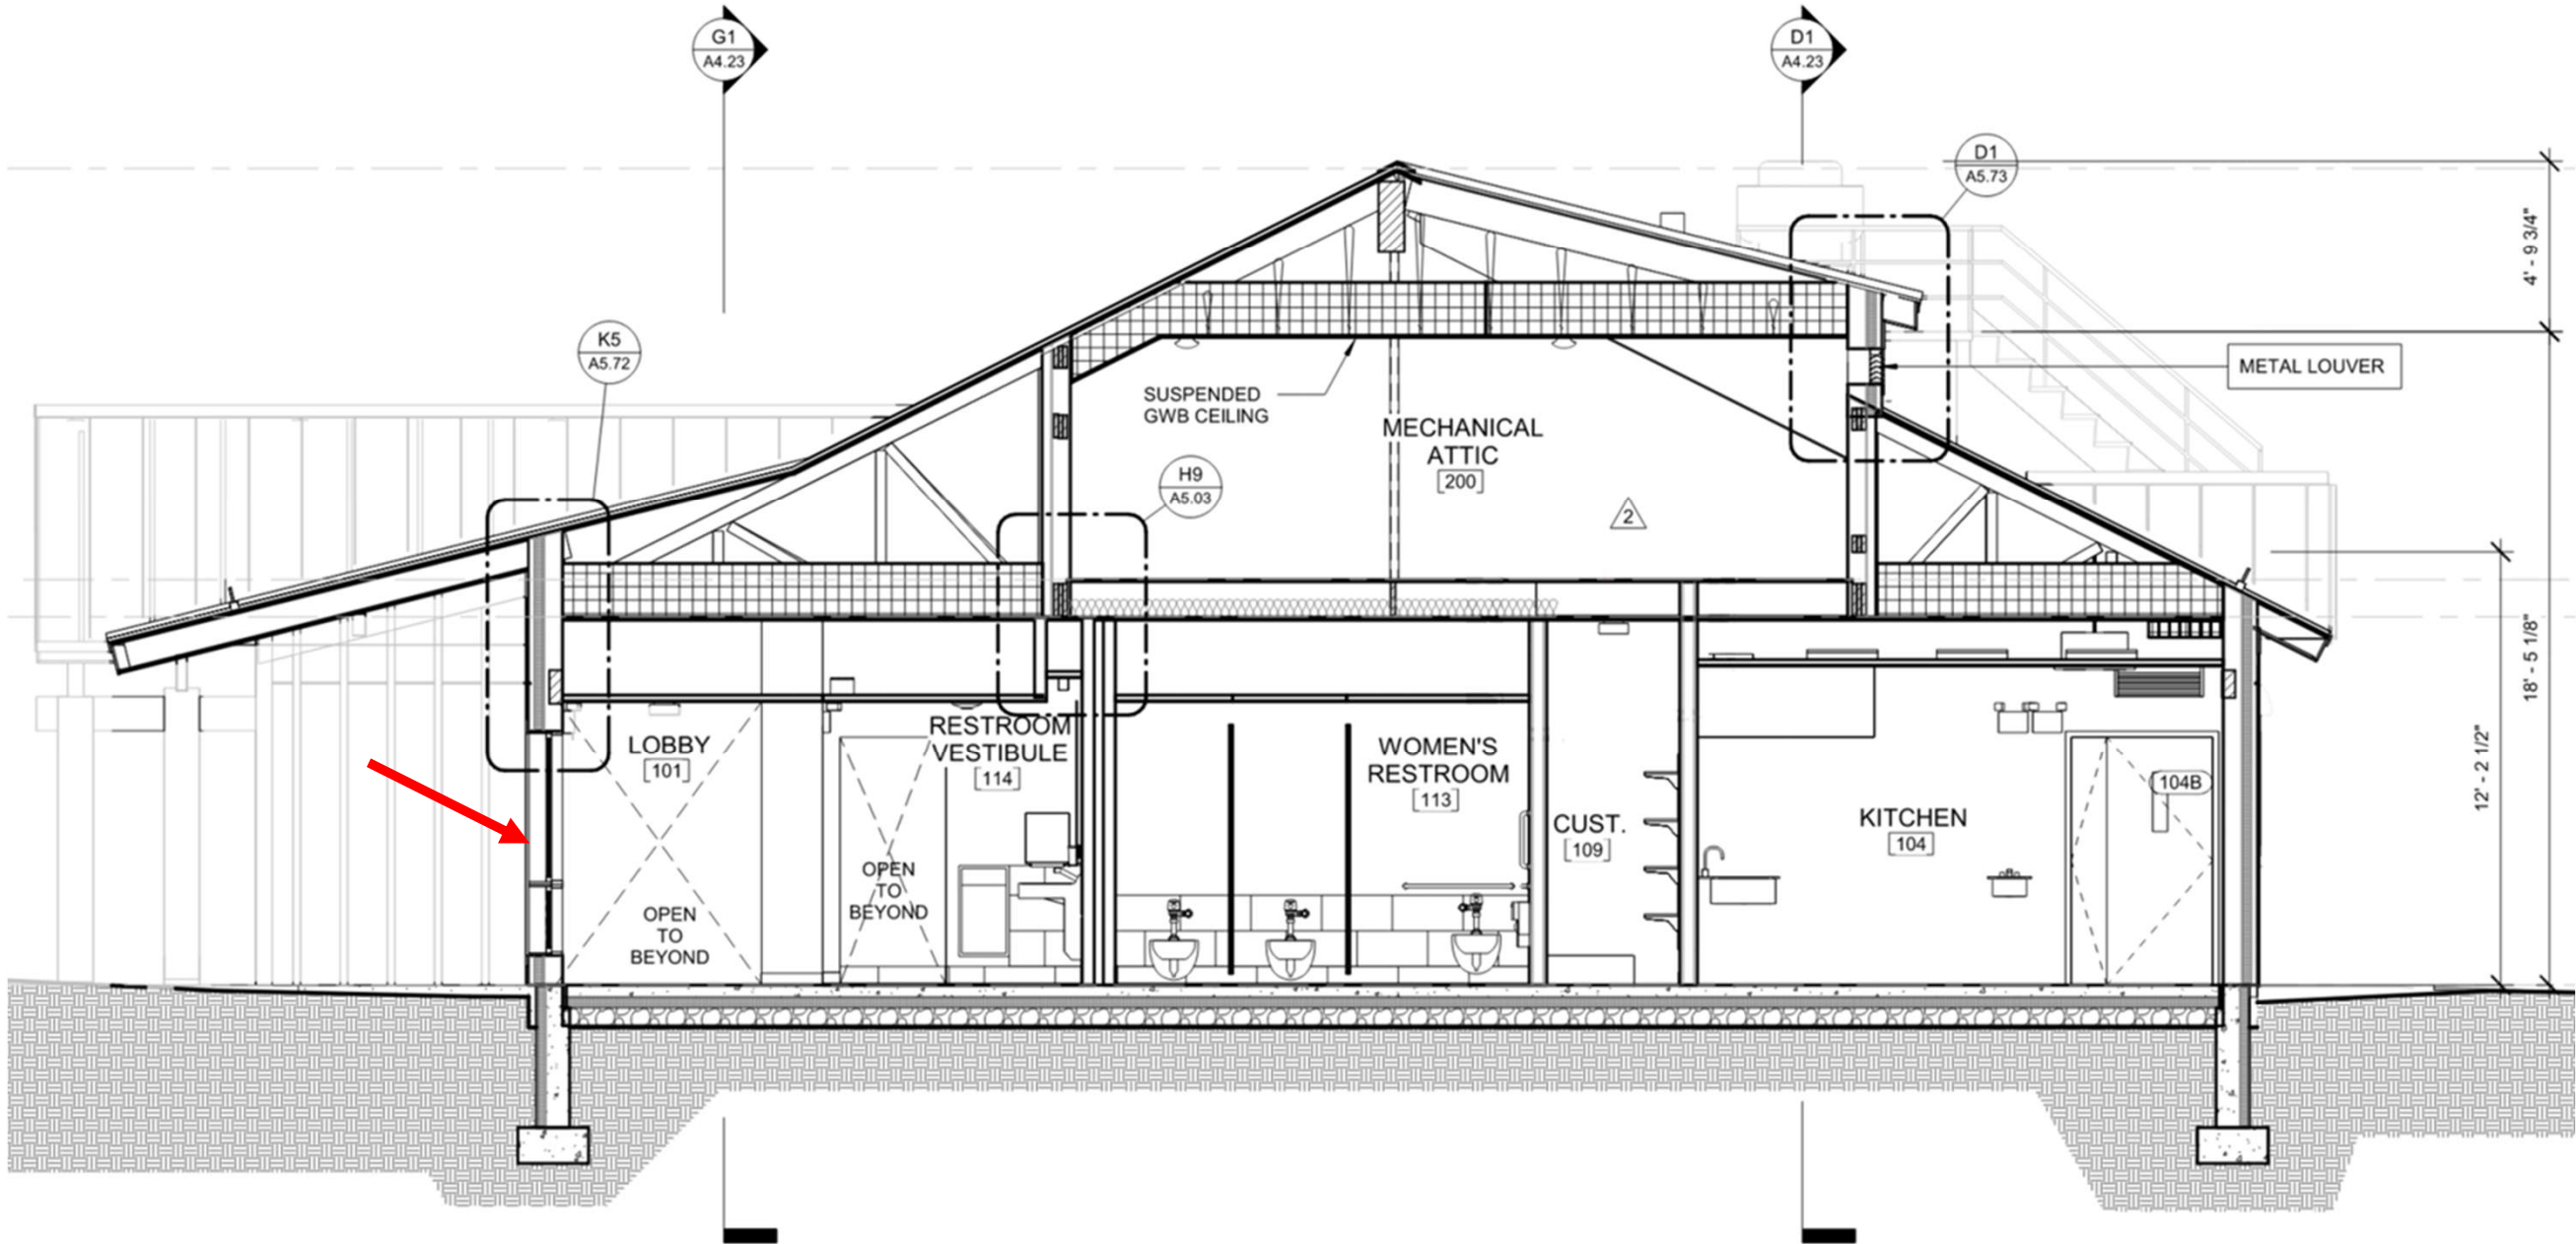 G1
A4.23
D1
A4.23
D1
A5.73
4' - 9 3/4"
K5
A5.72
METAL LOUVER
SUSPENDED
GWB CEILING
MECHANICAL
ATTIC
200
H9
A5.03
2
18' - 5 1/8"
12' - 2 1/2"
LOBBY
101
RESTROOM
VESTIBULE
114
WOMEN'S
RESTROOM
113
CUST.
109
KITCHEN
104
104B
OPEN
TO
BEYOND
OPEN
TO
BEYOND